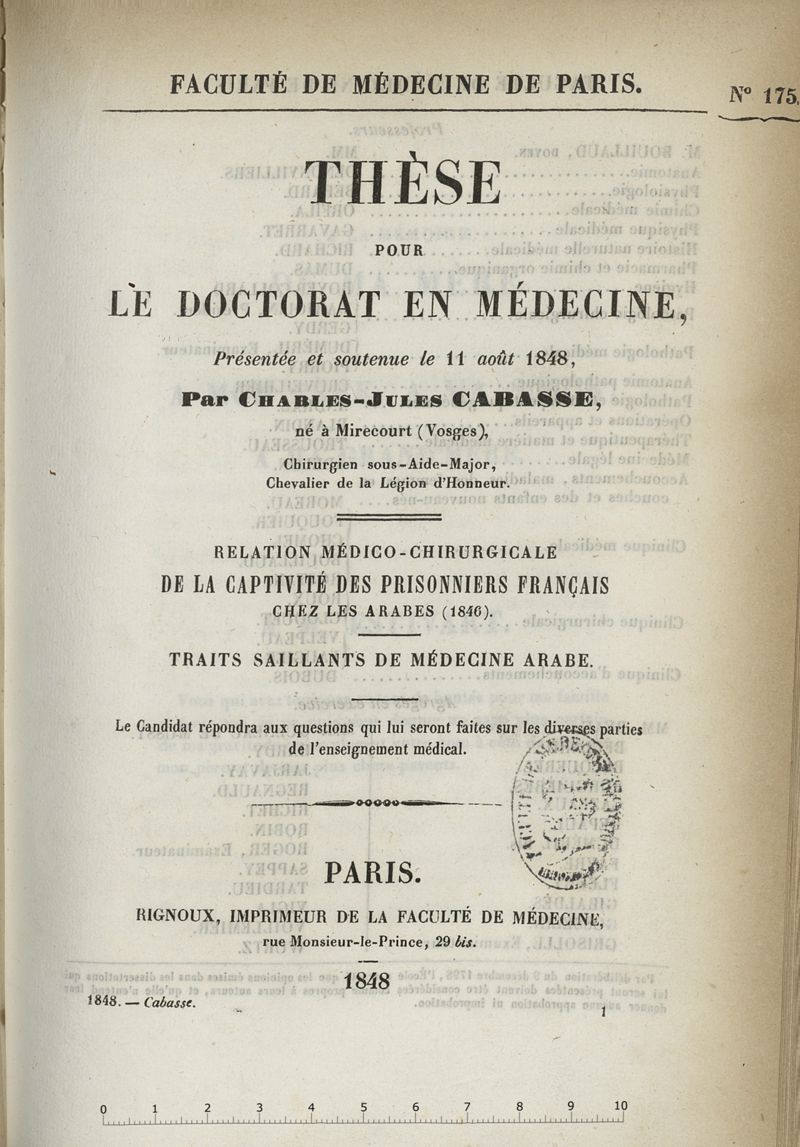 FACULTÉ DE MÉDECINE DE PARIS.
N° 175.
THÈSE
POUR
LE DOCTORAT EN MÉDECINE,
Présentée et soutenue le 11 août 1848,
Par CHARLES-JULES CABASSE,
né à Mirecourt (Vosges),
Chirurgien sous-Aide-Major,
Chevalier de la Légion d'Honneur.
RELATION MÉDICO-CHIRURGICALE
DE LA CAPTIVITÉ DES PRISONNIERS FRANÇAIS
CHEZ LES ARABES (1846).
TRAITS SAILLANTS DE MÉDECINE ARABE.
Le Candidat répondra aux questions qui lui seront faites sur les diverses parties
de l'enseignement médical.
PARIS.
RIGNOUX, IMPRIMEUR DE LA FACULTÉ DE MÉDECINE,
rue Monsieur-le-Prince, 29 bis.
1848
1848. — Cabasse.
1
0 1 2 3 4 5 6 7 8 9 10